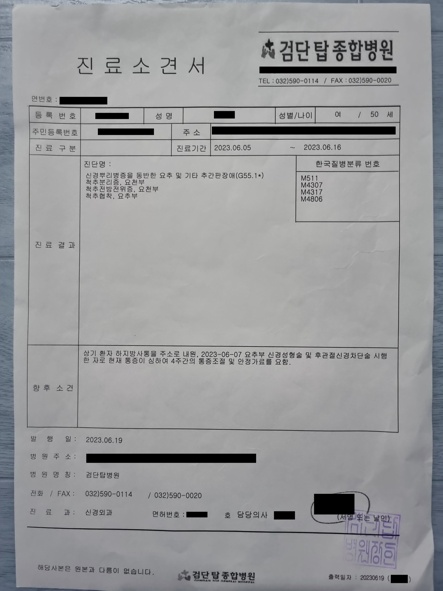 검단탑종합병원
진료소견서
TEL:032)590-0114 / FAX:032)590-0020
연번호:
등록번호 성명 성별/나이 여 / 50 세
주민등록번호 주소
진료구분 진료기간 2023.06.05 ~ 2023.06.16
진료결과
진단명 :
신경뿌리병증을 동반한 요추 및 기타 추간판장애(G55.1*)
척추분리증, 요천부
척추전방전위증, 요천부
척추협착, 요추부
한국질병분류 번호
M511
M4307
M4317
M4806
향후소견
상기 환자 하지방사통을 주소로 내원, 2023-06-07 요추부 신경성형술 및 후관절신경차단술 시행
한 자로 현재 통증이 심하여 4주간의 통증조절 및 안정가료를 요함.
발행일: 2023.06.19
병원주소:
병원명칭: 검단탑병원
전화 / FAX: 032)590-0114 / 032)590-0020
진료과: 신경외과 면허번호: 호 담당의사
(서명 또는 날인)
해당사본은 원본과 다름이 없습니다.
검단탑종합병원
출력일자 : 20230619 (